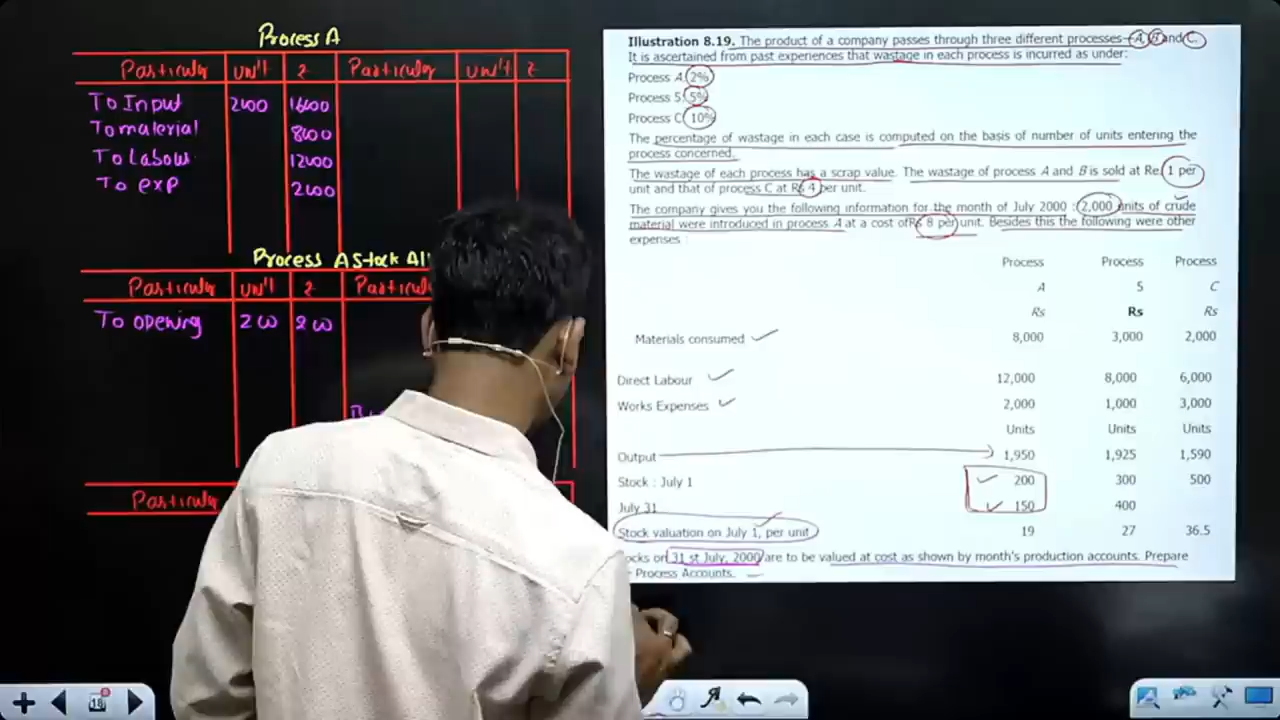 Process A
Particular Unit ₹ Particular Unit ₹
To Input 2000 16000
To material 8000
To Labour 12000
To exp 2000
Process A Stock A/
Particular Unit ₹ Particul
To opening 200
Particular
Illustration 8.19. The product of a company passes through three different processes—A, B and C.
It is ascertained from past experiences that wastage in each process is incurred as under:
Process A 2%
Process 5: 5%
Process C 10%
The percentage of wastage in each case is computed on the basis of number of units entering the
process concerned.
The wastage of each process has a scrap value. The wastage of process A and B is sold at Re. 1 per
unit and that of process C at Rs 4 per unit.
The company gives you the following information for the month of July 2000 : 2,000 units of crude
material were introduced in process A at a cost of Rs 8 per unit. Besides this the following were other
expenses
Process Process Process
A 5 C
Rs Rs Rs
Materials consumed 8,000 3,000 2,000
Direct Labour 12,000 8,000 6,000
Works Expenses 2,000 1,000 3,000
Units Units Units
Output 1,950 1,925 1,590
Stock : July 1 200 300 500
July 31 150 400
Stock valuation on July 1, per unit 19 27 36.5
ocks on 31 st July, 2000 are to be valued at cost as shown by month's production accounts. Prepare
Process Accounts.
18